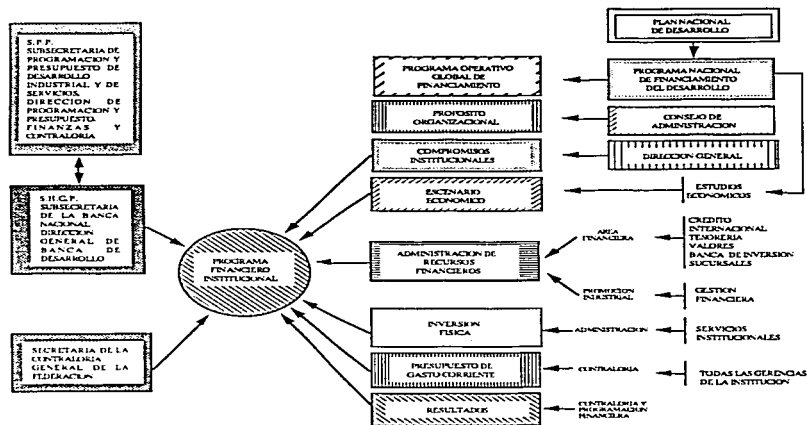 S.P.P.
SUBSECRETARIA DE
PROGRAMACION Y
PRESUPUESTO DE
DESARROLLO
INDUSTRIAL Y DE
SERVICIOS,
DIRECCION DE
PROGRAMACION Y
PRESUPUESTO.
FINANZAS Y
CONTRALORIA
S.H.C.P.
SUBSECRETARIA
DE LA BANCA
NACIONAL
DIRECCION
GENERAL DE
BANCA DE
DESARROLLO
SECRETARIA DE LA
CONTRALORIA
GENERAL DE LA
FEDERACION
PROGRAMA
FINANCIERO
INSTITUCIONAL
PROGRAMA OPERATIVO
GLOBAL DE
FINANCIAMIENTO
PROPOSITO
ORGANIZACIONAL
COMPROMISOS
INSTITUCIONALES
ESCENARIO
ECONOMICO
ADMINISTRACION DE
RECURSOS
FINANCIEROS
INVERSION
FISICA
PRESUPUESTO DE
GASTO CORRIENTE
RESULTADOS
PLAN NACIONAL
DE DESARROLLO
PROGRAMA NACIONAL
DE FINANCIAMIENTO
DEL DESARROLLO
CONSEJO DE
ADMINISTRACION
DIRECCION GENERAL
ESTUDIOS
ECONOMICOS
AREA
FINANCIERA
CREDITO
INTERNACIONAL
TESORERIA
VALORES
BANCA DE INVERSION
SUCURSALES
PROMOCION
INDUSTRIAL
GESTION
FINANCIERA
ADMINISTRACION
SERVICIOS
INSTITUCIONALES
CONTRALORIA
TODAS LAS GERENCIAS
DE LA INSTITUCION
CONTRALORIA Y
PROGRAMACION
FINANCIERA